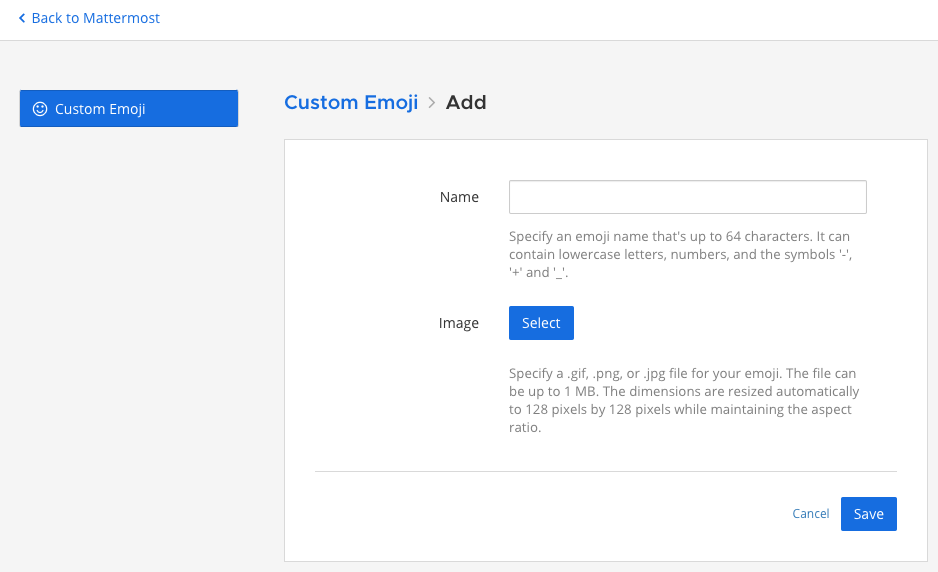 Back to Mattermost
Custom Emoji
Custom Emoji > Add
Name
Specify an emoji name that's up to 64 characters. It can
contain lowercase letters, numbers, and the symbols '-',
'+' and '_'.
Image
Select
Specify a .gif, .png, or .jpg file for your emoji. The file can
be up to 1 MB. The dimensions are resized automatically
to 128 pixels by 128 pixels while maintaining the aspect
ratio.
Cancel
Save